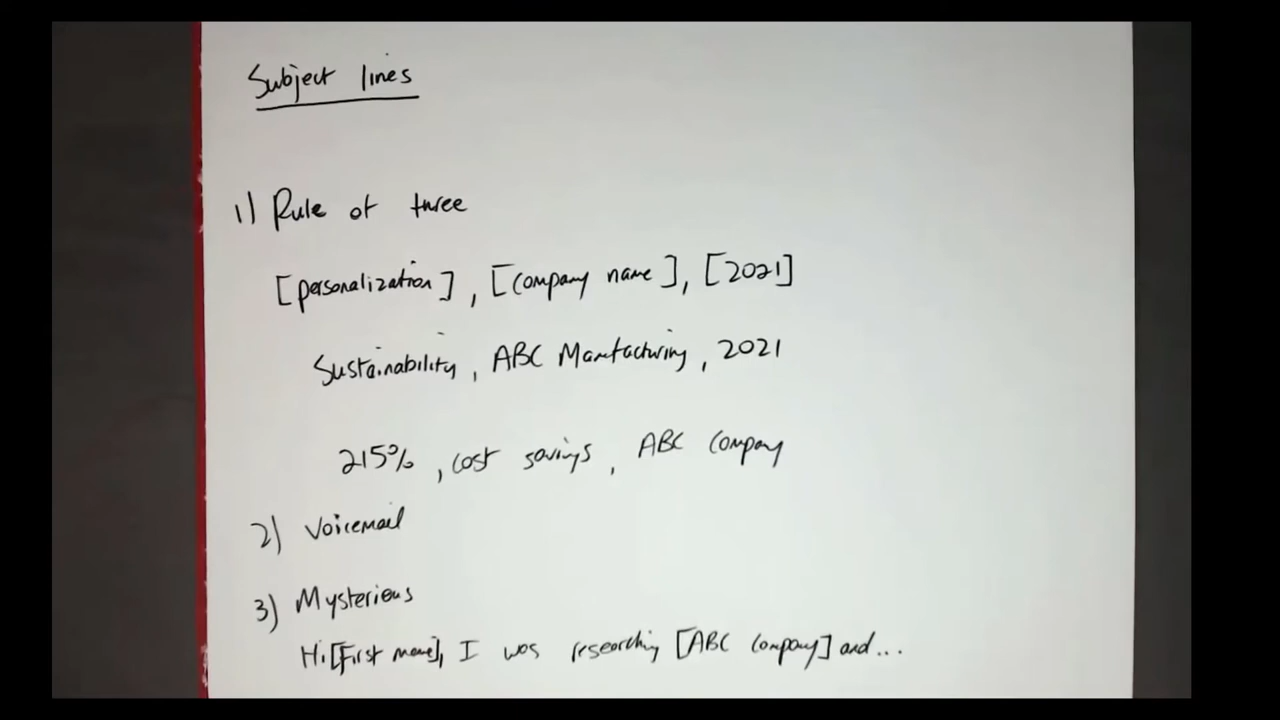 Subject lines
1) Rule of three
[personalization], [Company name], [2021]
Sustainability, ABC Manufacturing, 2021
215%, cost savings, ABC Company
2) Voicemail
3) Mysterious
Hi [First name], I was researching [ABC Company] and...